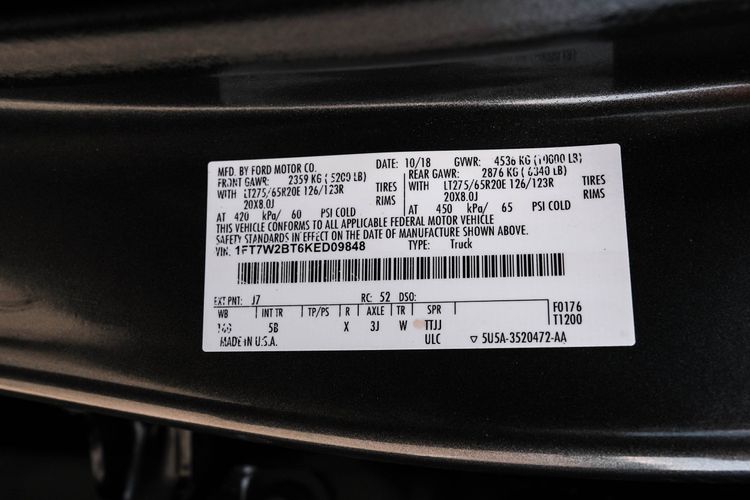 MFD. BY FORD MOTOR CO. DATE: 10/18 GVWR: 4536 KG (10000 LB)
FRONT GAWR: 2359 KG (5200 LB) REAR GAWR: 2876 KG (6340 LB)
WITH LT275/65R20E 126/123R TIRES WITH LT275/65R20E 126/123R TIRES
20X8.0J RIMS 20X8.0J RIMS
AT 420 kPa/ 60 PSI COLD AT 450 kPa/ 65 PSI COLD
THIS VEHICLE CONFORMS TO ALL APPLICABLE FEDERAL MOTOR VEHICLE
SAFETY STANDARDS IN EFFECT ON THE DATE OF MANUFACTURE SHOWN ABOVE.
VIN: 1FT7W2BT6KED09848 TYPE: Truck
EXT PNT: J7 RC: 52 DSO:
WB INT TR TP/PS R AXLE TR SPR F0176
5B X 3J W TTJJ T1200
MADE IN U.S.A. ULC ▽ 5U5A-3520472-AA